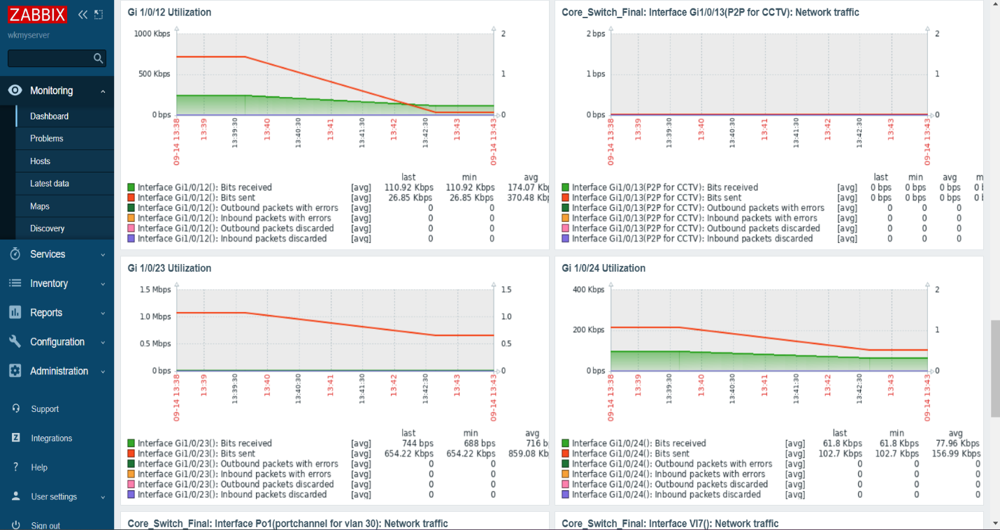 ZABBIX
wkmyserver
Monitoring
Dashboard
Problems
Hosts
Latest data
Maps
Discovery
Services
Inventory
Reports
Configuration
Administration
Support
Z Integrations
? Help
User settings
Sign out
Gi 1/0/12 Utilization
1000 Kbps 2
500 Kbps 1
0 bps 0
09-14 13:38 13:39 13:39:30 13:40 13:40:30 13:41 13:41:30 13:42 13:42:30 13:43 09-14 13:43
last min avg
Interface Gi1/0/12(): Bits received [avg] 110.92 Kbps 110.92 Kbps 174.07 Kbp
Interface Gi1/0/12(): Bits sent [avg] 26.85 Kbps 26.85 Kbps 370.48 Kbp
Interface Gi1/0/12(): Outbound packets with errors [avg] 0 0
Interface Gi1/0/12(): Inbound packets with errors [avg] 0 0
Interface Gi1/0/12(): Outbound packets discarded [avg] 0 0
Interface Gi1/0/12(): Inbound packets discarded [avg] 0 0
Core_Switch_Final: Interface Gi1/0/13(P2P for CCTV): Network traffic
2 bps 2
1 bps 1
0 bps 0
09-14 13:38 13:39 13:39:30 13:40 13:40:30 13:41 13:41:30 13:42 13:42:30 13:43 09-14 13:43
last min avg m
Interface Gi1/0/13(P2P for CCTV): Bits received [avg] 0 bps 0 bps 0 bps 0 b
Interface Gi1/0/13(P2P for CCTV): Bits sent [avg] 0 bps 0 bps 0 bps 0 b
Interface Gi1/0/13(P2P for CCTV): Outbound packets with errors [avg] 0 0 0
Interface Gi1/0/13(P2P for CCTV): Inbound packets with errors [avg] 0 0 0
Interface Gi1/0/13(P2P for CCTV): Outbound packets discarded [avg] 0 0 0
Interface Gi1/0/13(P2P for CCTV): Inbound packets discarded [avg] 0 0 0
Gi 1/0/23 Utilization
1.5 Mbps 1.5
1.0 Mbps 1.0
0.5 Mbps 0.5
0 bps 0
09-14 13:38 13:39 13:39:30 13:40 13:40:30 13:41 13:41:30 13:42 13:42:30 13:43 09-14 13:43
last min avg
Interface Gi1/0/23(): Bits received [avg] 744 bps 688 bps 716 b
Interface Gi1/0/23(): Bits sent [avg] 654.22 Kbps 654.22 Kbps 859.08 Kb
Interface Gi1/0/23(): Outbound packets with errors [avg] 0 0
Interface Gi1/0/23(): Inbound packets with errors [avg] 0 0
Interface Gi1/0/23(): Outbound packets discarded [avg] 0 0
Interface Gi1/0/23(): Inbound packets discarded [avg] 0 0
Gi 1/0/24 Utilization
400 Kbps 2
200 Kbps 1
0 bps 0
09-14 13:38 13:39 13:39:30 13:40 13:40:30 13:41 13:41:30 13:42 13:42:30 13:43 09-14 13:43
last min avg
Interface Gi1/0/24(): Bits received [avg] 61.8 Kbps 61.8 Kbps 77.96 Kbps
Interface Gi1/0/24(): Bits sent [avg] 102.7 Kbps 102.7 Kbps 156.99 Kbps
Interface Gi1/0/24(): Outbound packets with errors [avg] 0 0 0
Interface Gi1/0/24(): Inbound packets with errors [avg] 0 0 0
Interface Gi1/0/24(): Outbound packets discarded [avg] 0 0 0
Interface Gi1/0/24(): Inbound packets discarded [avg] 0 0 0
Core_Switch_Final: Interface Po1(portchannel for vlan 30): Network traffic
Core_Switch_Final: Interface Vl7(): Network traffic